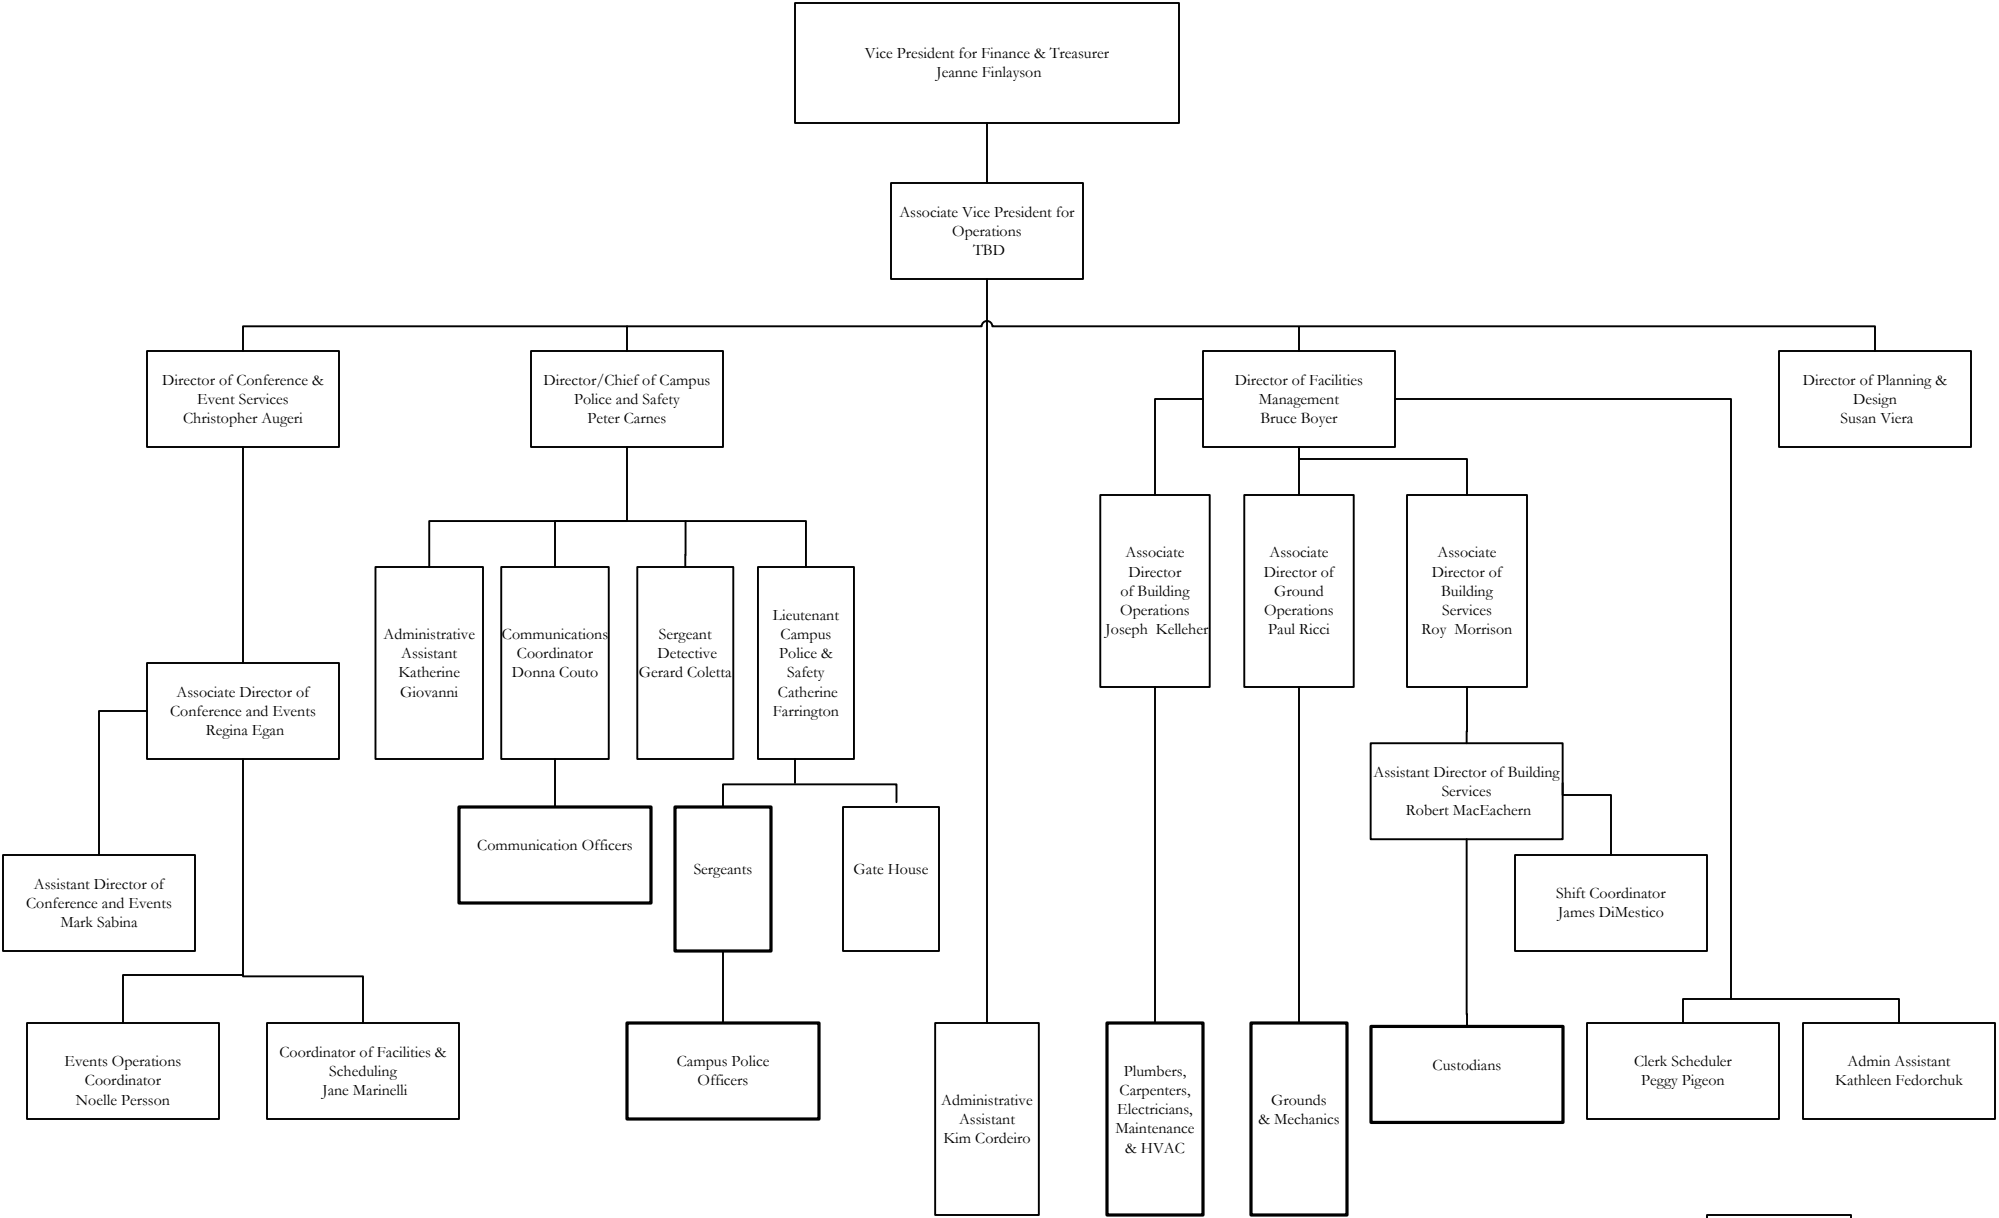 Vice President for Finance & Treasurer
Jeanne Finlayson
Associate Vice President for
Operations
TBD
Director of Conference &
Event Services
Christopher Augeri
Director/Chief of Campus
Police and Safety
Peter Carnes
Director of Facilities
Management
Bruce Boyer
Director of Planning &
Design
Susan Viera
Administrative
Assistant
Katherine
Giovanni
Communications
Coordinator
Donna Couto
Sergeant
Detective
Gerard Coletta
Lieutenant
Campus
Police &
Safety
Catherine
Farrington
Associate
Director
of Building
Operations
Joseph Kelleher
Associate
Director of
Ground
Operations
Paul Ricci
Associate
Director of
Building
Services
Roy Morrison
Associate Director of
Conference and Events
Regina Egan
Assistant Director of Building
Services
Robert MacEachern
Communication Officers
Sergeants
Gate House
Assistant Director of
Conference and Events
Mark Sabina
Shift Coordinator
James DiMestico
Events Operations
Coordinator
Noelle Persson
Coordinator of Facilities &
Scheduling
Jane Marinelli
Campus Police
Officers
Administrative
Assistant
Kim Cordeiro
Plumbers,
Carpenters,
Electricians,
Maintenance
& HVAC
Grounds
& Mechanics
Custodians
Clerk Scheduler
Peggy Pigeon
Admin Assistant
Kathleen Fedorchuk